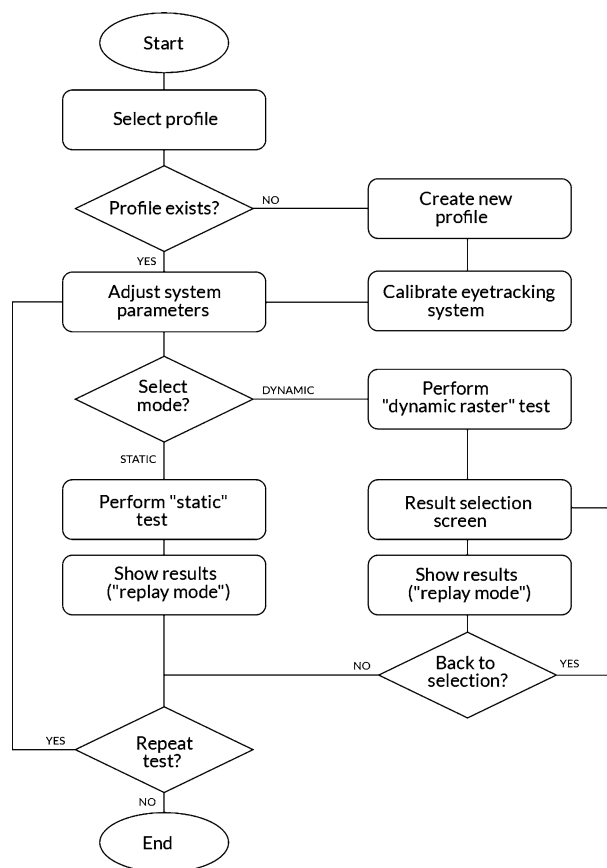 Start
Select profile
Profile exists?
NO
Create new
profile
YES
Adjust system
parameters
Calibrate eyetracking
system
Select
mode?
DYNAMIC
Perform
"dynamic raster" test
STATIC
Perform "static"
test
Result selection
screen
Show results
("replay mode")
Show results
("replay mode")
NO
Back to
selection?
YES
YES
Repeat
test?
NO
End